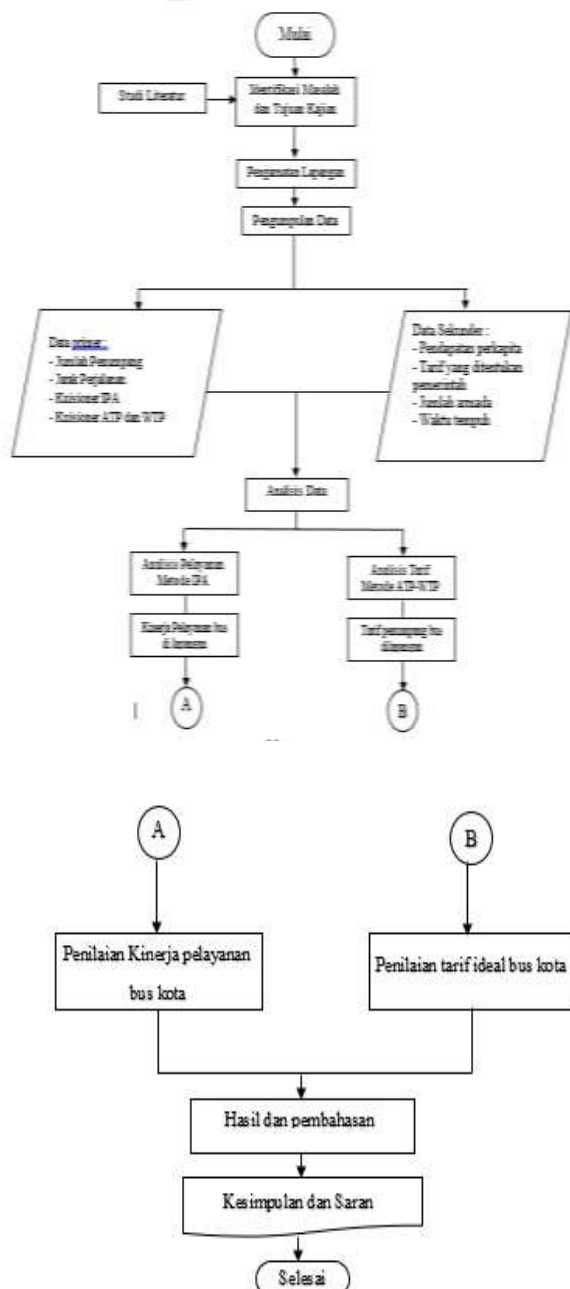 Mulai
Studi Literatur
Identifikasi Masalah
dan Tujuan Kajian
Pengamatan Lapangan
Pengumpulan Data
Data primer :
- Jumlah Penumpang
- Jarak Perjalanan
- Kuisioner IPA
- Kuisioner ATP dan WTP
Data Sekunder :
- Pendapatan perkapita
- Tarif yang ditentukan
pemerintah
- Jumlah armada
- Waktu tempuh
Analisis Data
Analisis Pelayanan
Metode IPA
Analisis Tarif
Metode ATP-WTP
Kinerja Pelayanan bus
Tarif penumpang bus
A
B
A
B
Penilaian Kinerja pelayanan
bus kota
Penilaian tarif ideal bus kota
Hasil dan pembahasan
Kesimpulan dan Saran
Selesai